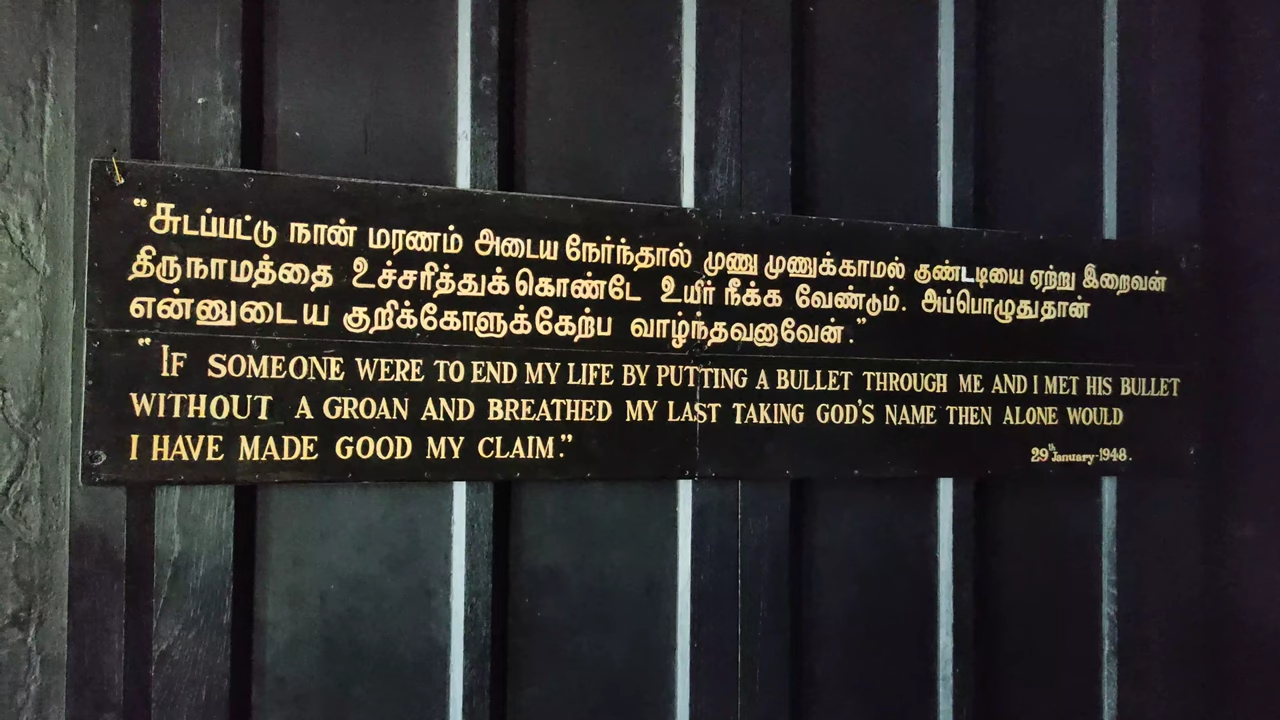 “சுடப்பட்டு நான் மரணம் அடைய நேர்ந்தால் முணு முணுக்காமல் குண்டடியை ஏற்று இறைவன்
திருநாமத்தை உச்சரித்துக்கொண்டே உயிர் நீக்க வேண்டும். அப்பொழுதுதான்
என்னுடைய குறிக்கோளுக்கேற்ப வாழ்ந்தவனாவேன்.”
“IF SOMEONE WERE TO END MY LIFE BY PUTTING A BULLET THROUGH ME AND I MET HIS BULLET
WITHOUT A GROAN AND BREATHED MY LAST TAKING GOD'S NAME THEN ALONE WOULD
I HAVE MADE GOOD MY CLAIM.”
29th January-1948.